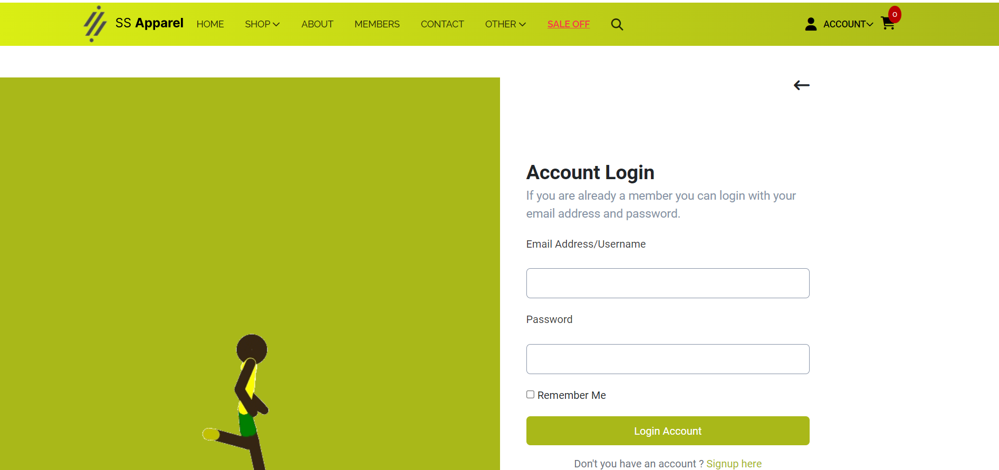 SS Apparel HOME SHOP ABOUT MEMBERS CONTACT OTHER SALE OFF ACCOUNT 0
Account Login
If you are already a member you can login with your
email address and password.
Email Address/Username
Password
Remember Me
Login Account
Don't you have an account ? Signup here